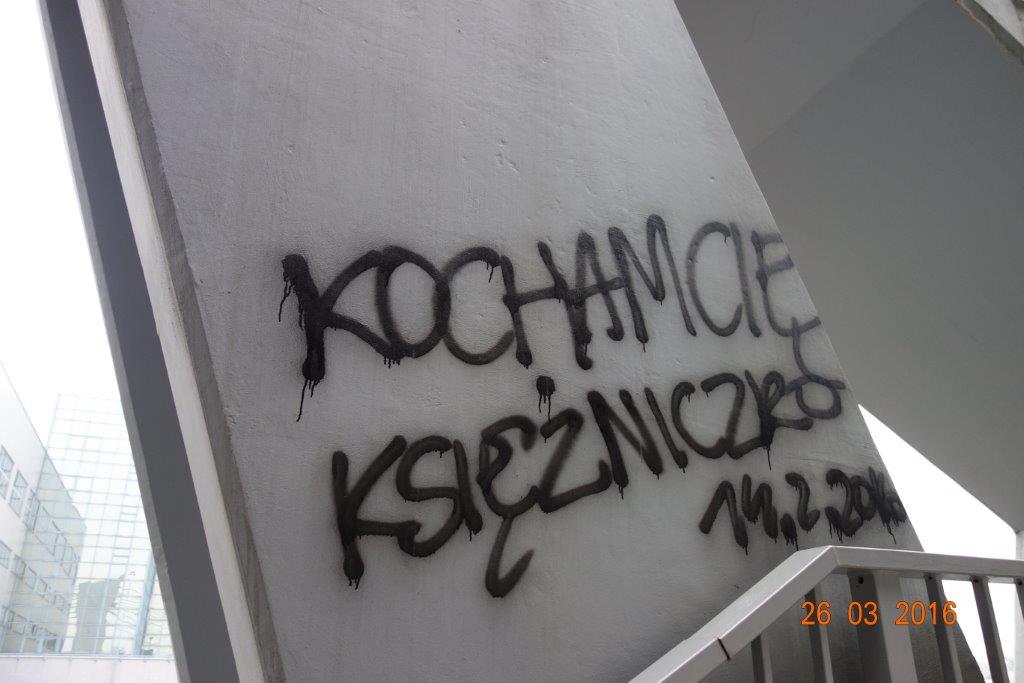 KOCHAM CIĘ
KSIĘŻNICZKO
14.2.2016
26 03 2016